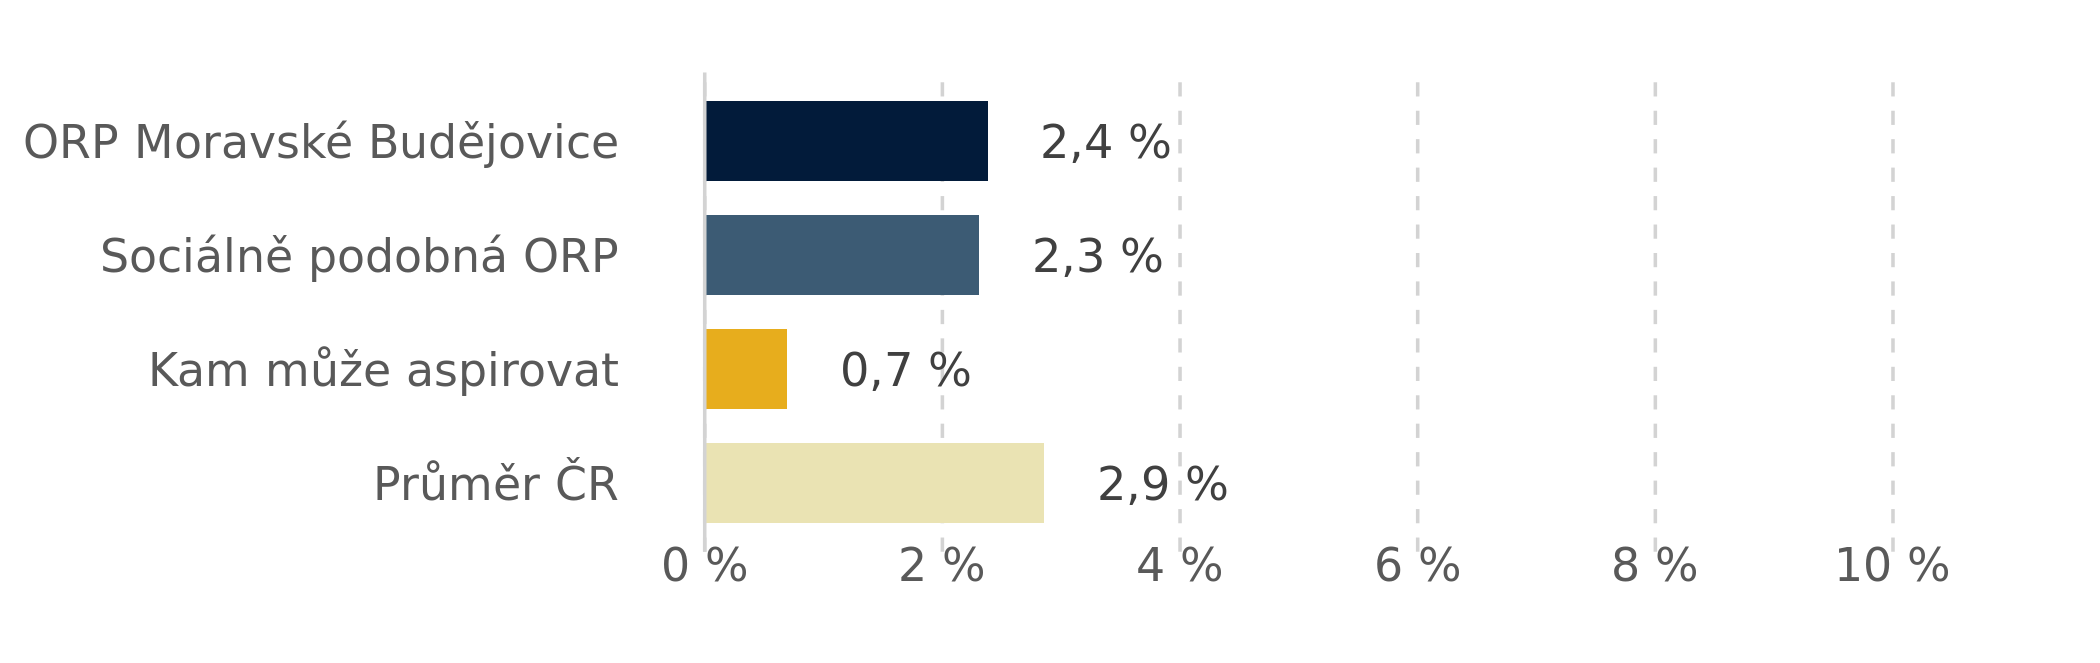 ORP Moravské Budějovice 2,4 %
Sociálně podobná ORP 2,3 %
Kam může aspirovat 0,7 %
Průměr ČR 2,9 %
0 % 2 % 4 % 6 % 8 % 10 %